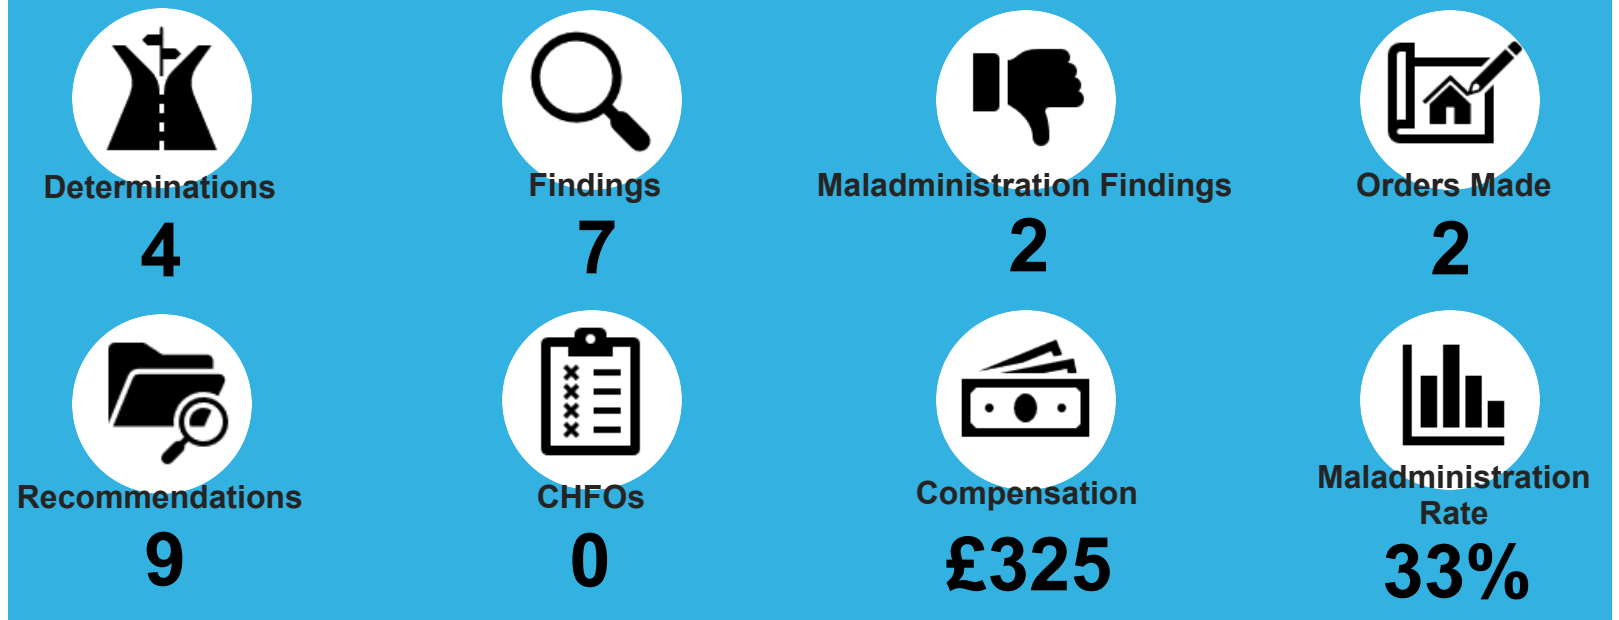 Determinations
4
Findings
7
Maladministration Findings
2
Orders Made
2
Recommendations
9
CHFOs
0
Compensation
£325
Maladministration
Rate
33%